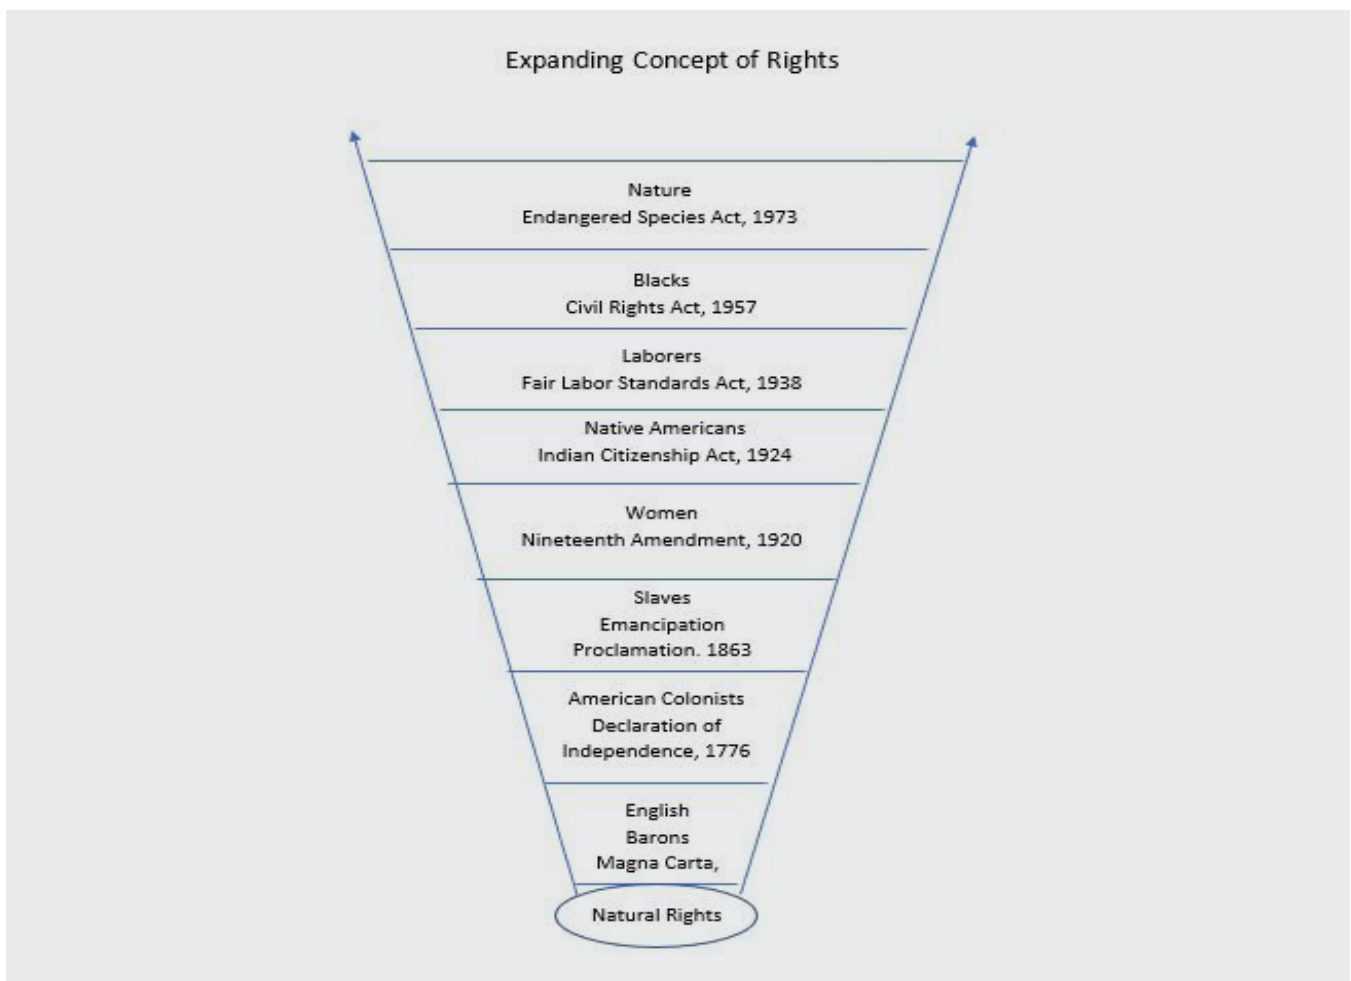 Expanding Concept of Rights
Nature
Endangered Species Act, 1973
Blacks
Civil Rights Act, 1957
Laborers
Fair Labor Standards Act, 1938
Native Americans
Indian Citizenship Act, 1924
Women
Nineteenth Amendment, 1920
Slaves
Emancipation
Proclamation. 1863
American Colonists
Declaration of
Independence, 1776
English
Barons
Magna Carta,
Natural Rights